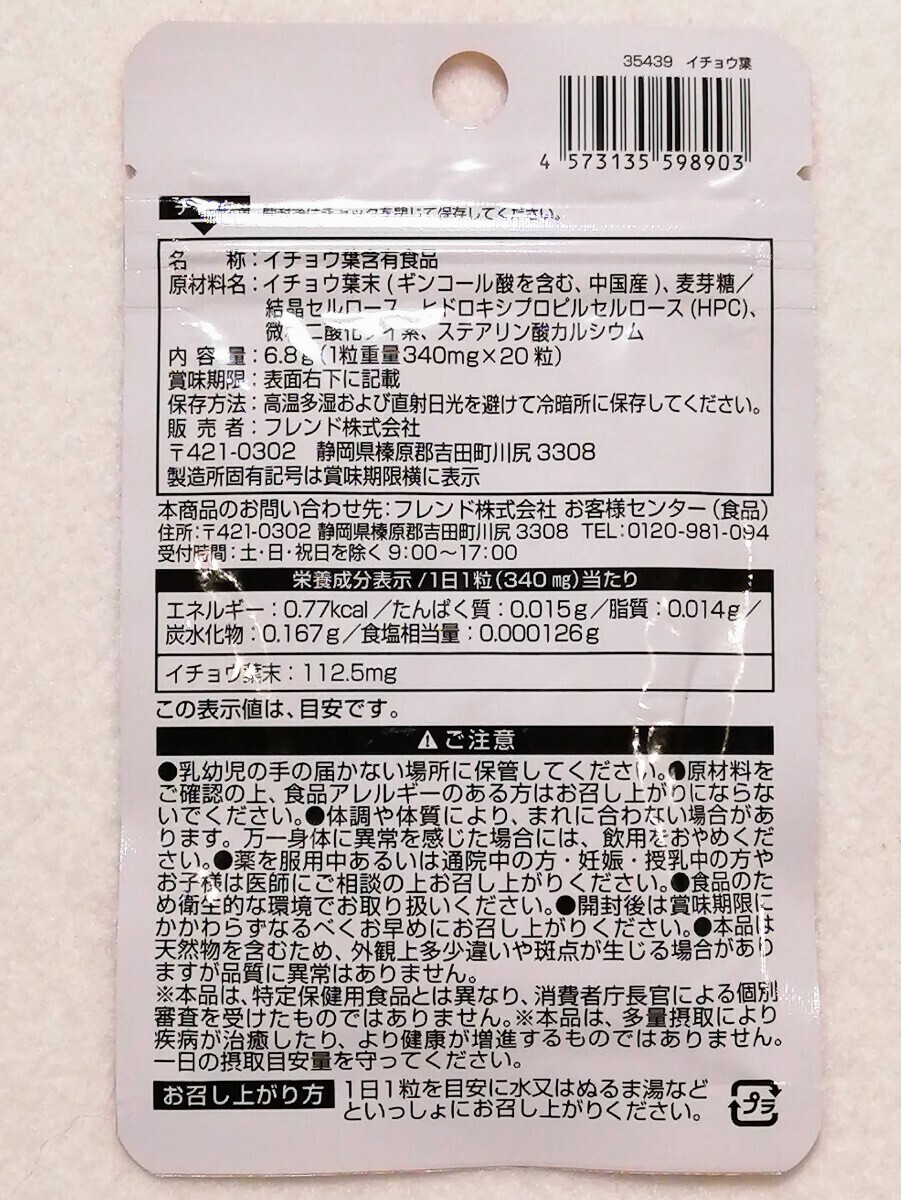 35439 イチョウ葉
4 573135 598903
チャックを閉じて保存してください。
名 称：イチョウ葉含有食品
原材料名：イチョウ葉末(ギンコール酸を含む、中国産)、麦芽糖／
結晶セルロース、ヒドロキシプロピルセルロース(HPC)、
微 二酸化 イ素、ステアリン酸カルシウム
内容量：6.8g(1粒重量340mg×20粒)
賞味期限：表面右下に記載
保存方法：高温多湿および直射日光を避けて冷暗所に保存してください。
販売者：フレンド株式会社
〒421-0302 静岡県榛原郡吉田町川尻3308
製造所固有記号は賞味期限横に表示
本商品のお問い合わせ先：フレンド株式会社 お客様センター(食品)
住所：〒421-0302 静岡県榛原郡吉田町川尻3308 TEL：0120-981-094
受付時間：土・日・祝日を除く9:00～17:00
栄養成分表示/1日1粒(340mg)当たり
エネルギー：0.77kcal／たんぱく質：0.015g／脂質：0.014g／
炭水化物：0.167g／食塩相当量：0.000126g
イチョウ葉末：112.5mg
この表示値は、目安です。
⚠ご注意
●乳幼児の手の届かない場所に保管してください。●原材料を
ご確認の上、食品アレルギーのある方はお召し上がりにならな
いでください。●体調や体質により、まれに合わない場合があ
ります。万一身体に異常を感じた場合には、飲用をおやめくだ
さい。●薬を服用中あるいは通院中の方・妊娠・授乳中の方や
お子様は医師にご相談の上お召し上がりください。●食品のた
め衛生的な環境でお取り扱いください。●開封後は賞味期限に
かかわらずなるべくお早めにお召し上がりください。●本品は
天然物を含むため、外観上多少違いや斑点が生じる場合があり
ますが品質に異常はありません。
※本品は、特定保健用食品とは異なり、消費者庁長官による個別
審査を受けたものではありません。※本品は、多量摂取により
疾病が治癒したり、より健康が増進するものではありません。
一日の摂取目安量を守ってください。
お召し上がり方
1日1粒を目安に水又はぬるま湯など
といっしょにお召し上がりください。
プラ